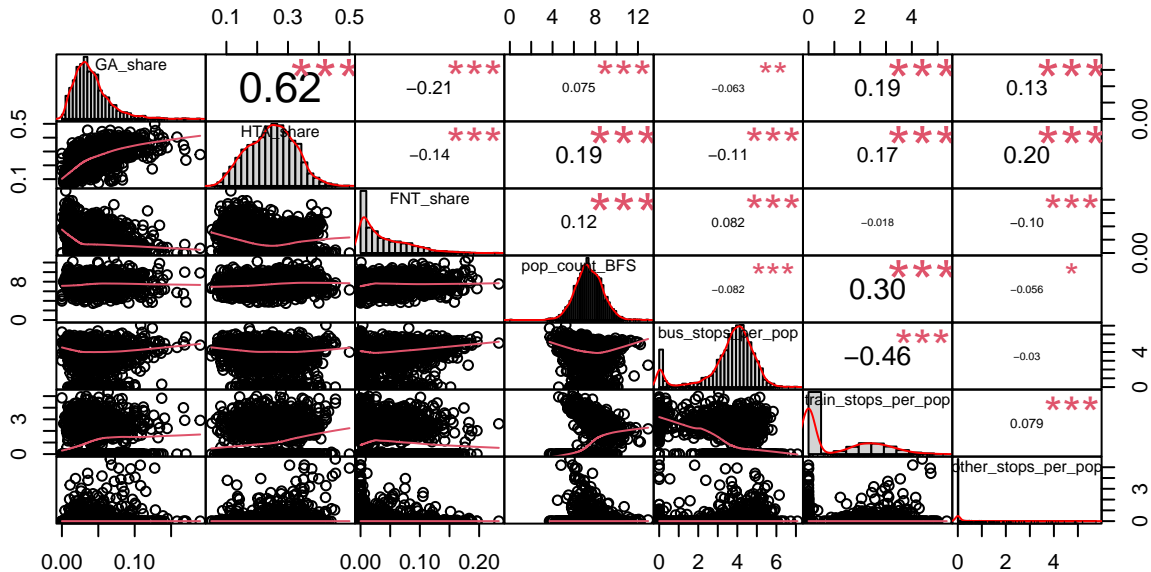 0.1 0.3 0.5 0 4 8 12 0 2 4
GA_share 0.62 *** −0.21 *** 0.075 *** −0.063 ** 0.19 *** 0.13 *** 0.00
0.1 0.5 HTA_share −0.14 *** 0.19 *** −0.11 *** 0.17 *** 0.20 ***
FNT_share 0.12 *** 0.082 *** −0.018 −0.10 *** 0.00
0 8 pop_count_BFS −0.082 *** 0.30 *** −0.056 *
bus_stops_per_pop −0.46 *** −0.03 0 4
0 3 train_stops_per_pop 0.079 ***
other_stops_per_pop 0 3
0.00 0.10 0.00 0.10 0.20 0 2 4 6 0 2 4